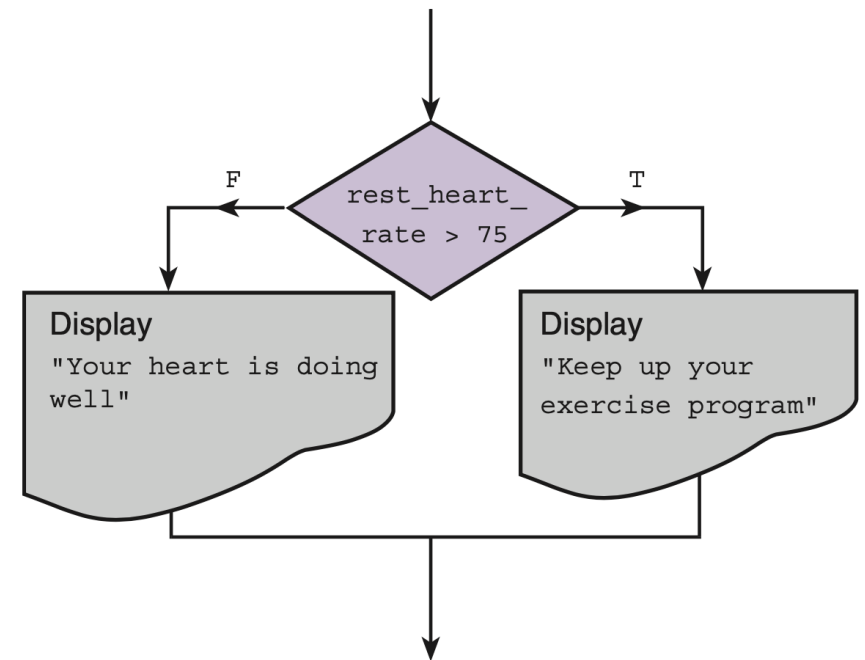 F
T
rest_heart_
rate > 75
Display
"Your heart is doing
well"
Display
"Keep up your
exercise program"